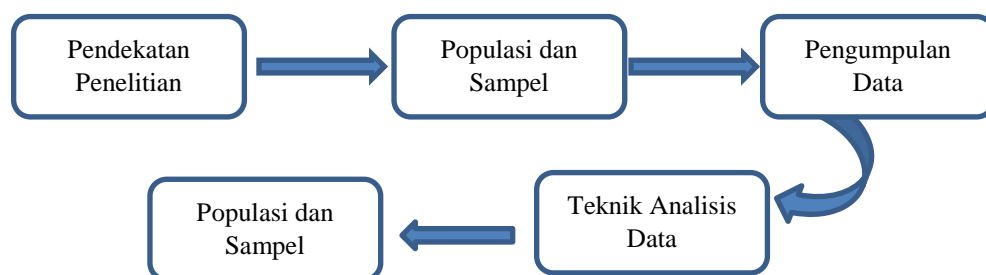 Pendekatan
Penelitian
Populasi dan
Sampel
Pengumpulan
Data
Teknik Analisis
Data
Populasi dan
Sampel